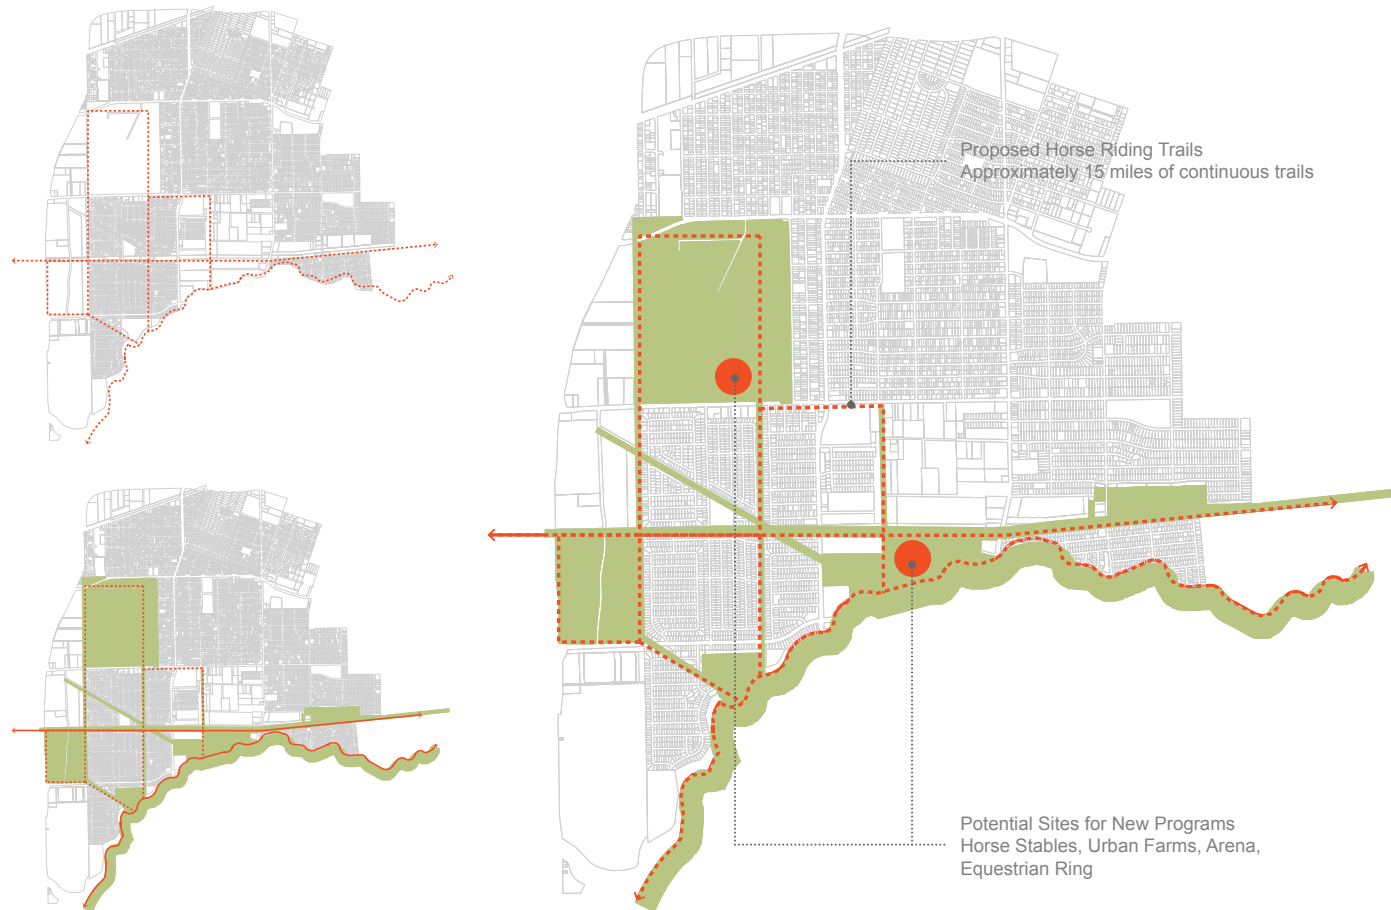 Proposed Horse Riding Trails
Approximately 15 miles of continuous trails
Potential Sites for New Programs
Horse Stables, Urban Farms, Arena,
Equestrian Ring